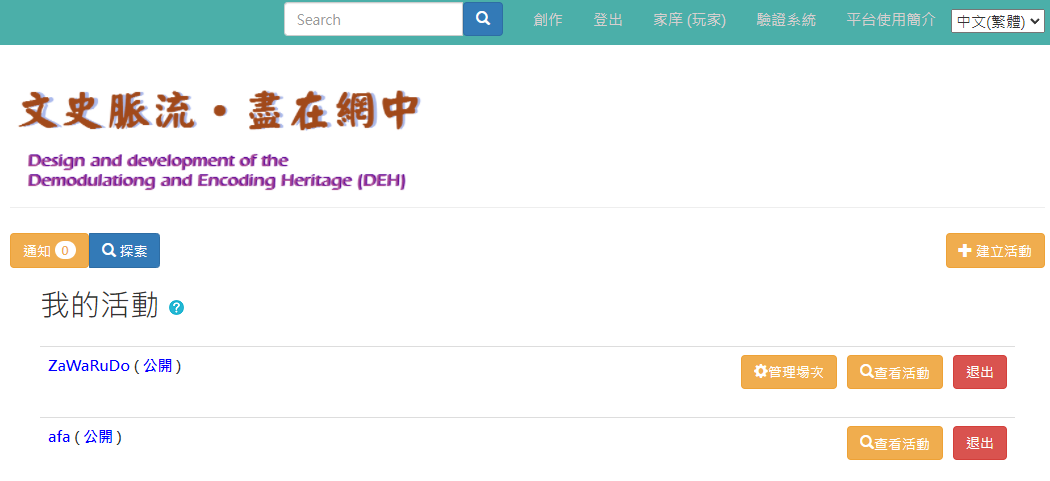 Search 創作 登出 家庠 (玩家) 驗證系統 平台使用簡介 中文(繁體)
文史脈流・盡在網中
Design and development of the
Demodulationg and Encoding Heritage (DEH)
通知 0 探索 建立活動
我的活動 ?
ZaWaRuDo ( 公開 ) 管理場次 查看活動 退出
afa ( 公開 ) 查看活動 退出